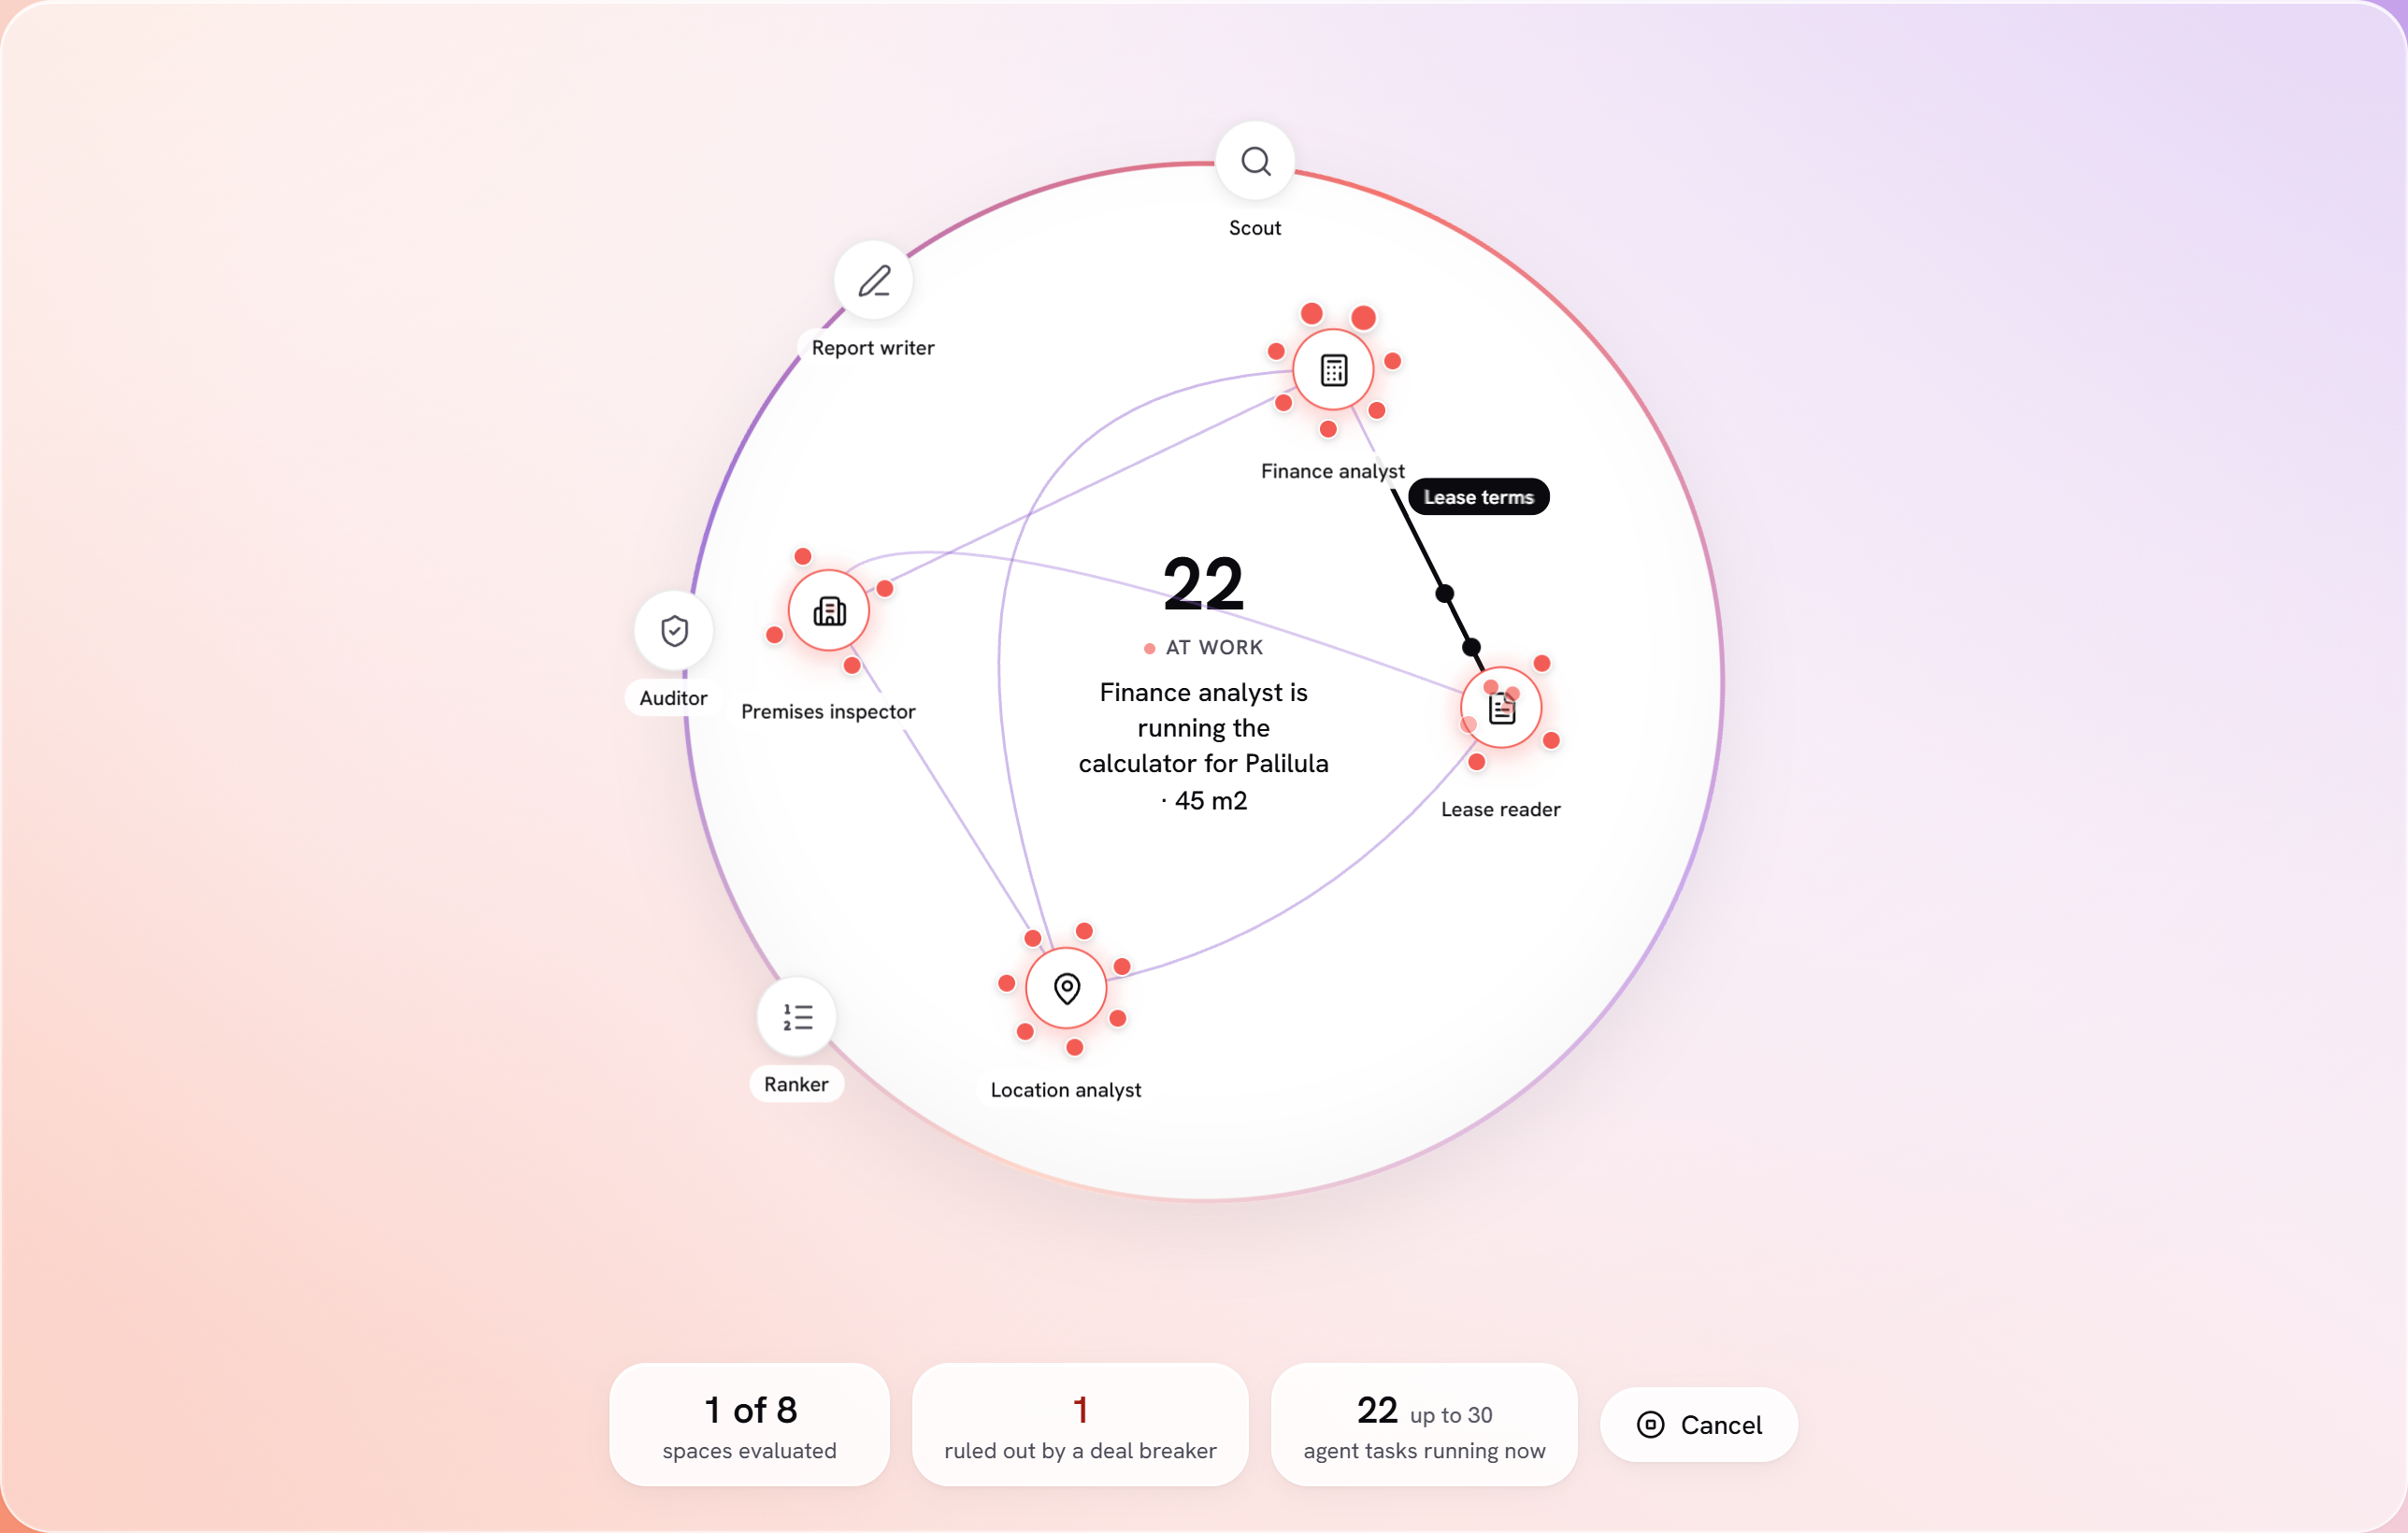 Scout
Report writer
Finance analyst
Lease terms
22
AT WORK
Finance analyst is
running the
calculator for Palilula
· 45 m2
Auditor
Premises inspector
Lease reader
Ranker
1
2
Location analyst
1 of 8
spaces evaluated
1
ruled out by a deal breaker
22 up to 30
agent tasks running now
Cancel